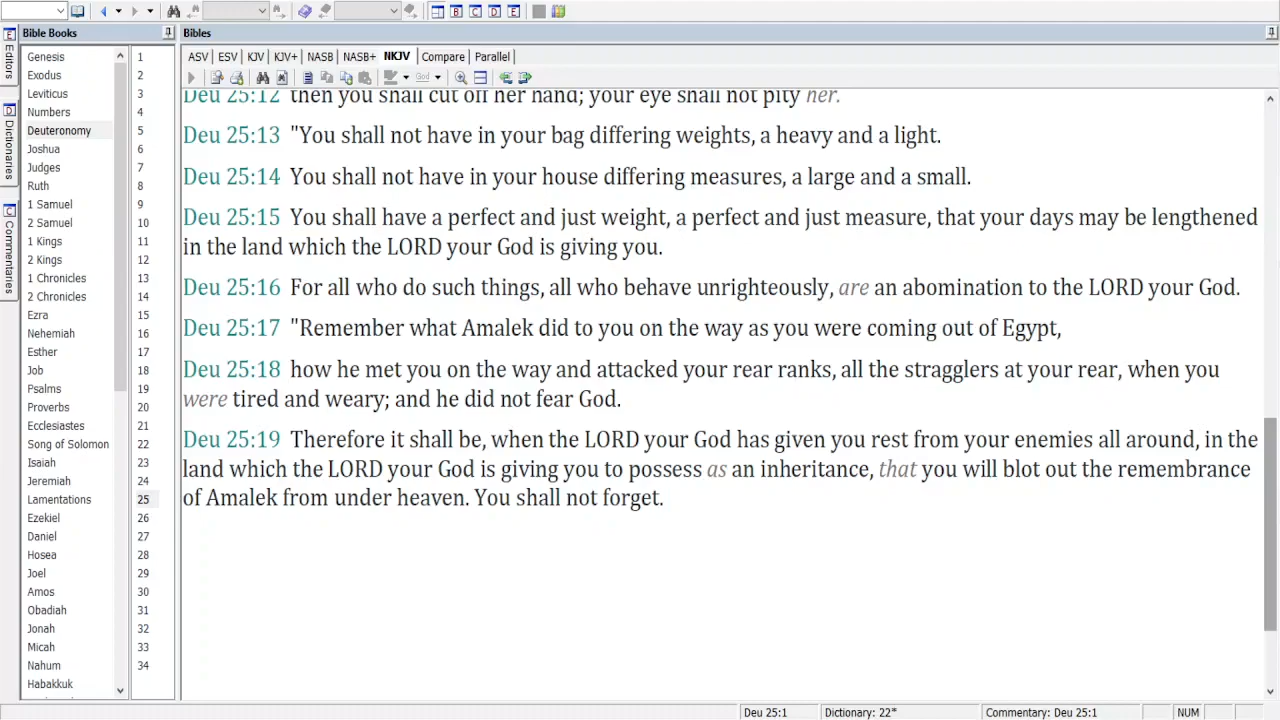 Bible Books
Bibles
Editors
Dictionaries
Commentaries
ASV ESV KJV KJV+ NASB NASB+ NKJV Compare Parallel
B C D E
E
D
C
God
Genesis
Exodus
Leviticus
Numbers
Deuteronomy
Joshua
Judges
Ruth
1 Samuel
2 Samuel
1 Kings
2 Kings
1 Chronicles
2 Chronicles
Ezra
Nehemiah
Esther
Job
Psalms
Proverbs
Ecclesiastes
Song of Solomon
Isaiah
Jeremiah
Lamentations
Ezekiel
Daniel
Hosea
Joel
Amos
Obadiah
Jonah
Micah
Nahum
Habakkuk
1
2
3
4
5
6
7
8
9
10
11
12
13
14
15
16
17
18
19
20
21
22
23
24
25
26
27
28
29
30
31
32
33
34
Deu 25:12 then you shall cut off her hand; your eye shall not pity her.
Deu 25:13 "You shall not have in your bag differing weights, a heavy and a light.
Deu 25:14 You shall not have in your house differing measures, a large and a small.
Deu 25:15 You shall have a perfect and just weight, a perfect and just measure, that your days may be lengthened
in the land which the LORD your God is giving you.
Deu 25:16 For all who do such things, all who behave unrighteously, are an abomination to the LORD your God.
Deu 25:17 "Remember what Amalek did to you on the way as you were coming out of Egypt,
Deu 25:18 how he met you on the way and attacked your rear ranks, all the stragglers at your rear, when you
were tired and weary; and he did not fear God.
Deu 25:19 Therefore it shall be, when the LORD your God has given you rest from your enemies all around, in the
land which the LORD your God is giving you to possess as an inheritance, that you will blot out the remembrance
of Amalek from under heaven. You shall not forget.
Deu 25:1 Dictionary: 22* Commentary: Deu 25:1 NUM